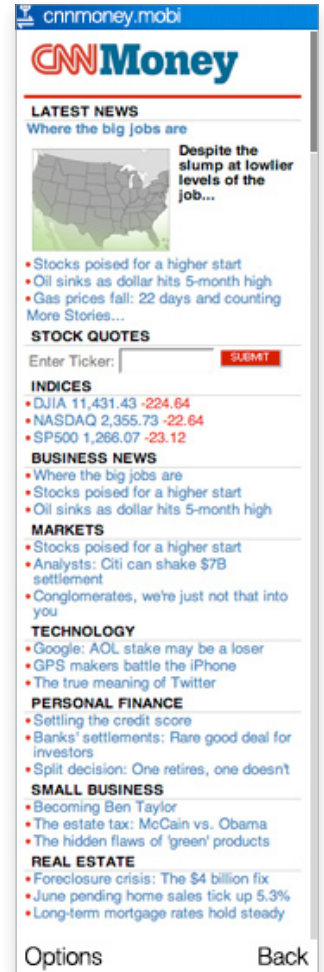 cnnmoney.mobi
CNNMoney
LATEST NEWS
Where the big jobs are
Despite the
slump at lowlier
levels of the
job...
•Stocks poised for a higher start
•Oil sinks as dollar hits 5-month high
•Gas prices fall: 22 days and counting
More Stories...
STOCK QUOTES
Enter Ticker: SUBMIT
INDICES
•DJIA 11,431.43 -224.64
•NASDAQ 2,355.73 -22.64
•SP500 1,266.07 -23.12
BUSINESS NEWS
•Where the big jobs are
•Stocks poised for a higher start
•Oil sinks as dollar hits 5-month high
MARKETS
•Stocks poised for a higher start
•Analysts: Citi can shake $7B
settlement
•Conglomerates, we're just not that into
you
TECHNOLOGY
•Google: AOL stake may be a loser
•GPS makers battle the iPhone
•The true meaning of Twitter
PERSONAL FINANCE
•Settling the credit score
•Banks' settlements: Rare good deal for
investors
•Split decision: One retires, one doesn't
SMALL BUSINESS
•Becoming Ben Taylor
•The estate tax: McCain vs. Obama
•The hidden flaws of 'green' products
REAL ESTATE
•Foreclosure crisis: The $4 billion fix
•June pending home sales tick up 5.3%
•Long-term mortgage rates hold steady
Options Back